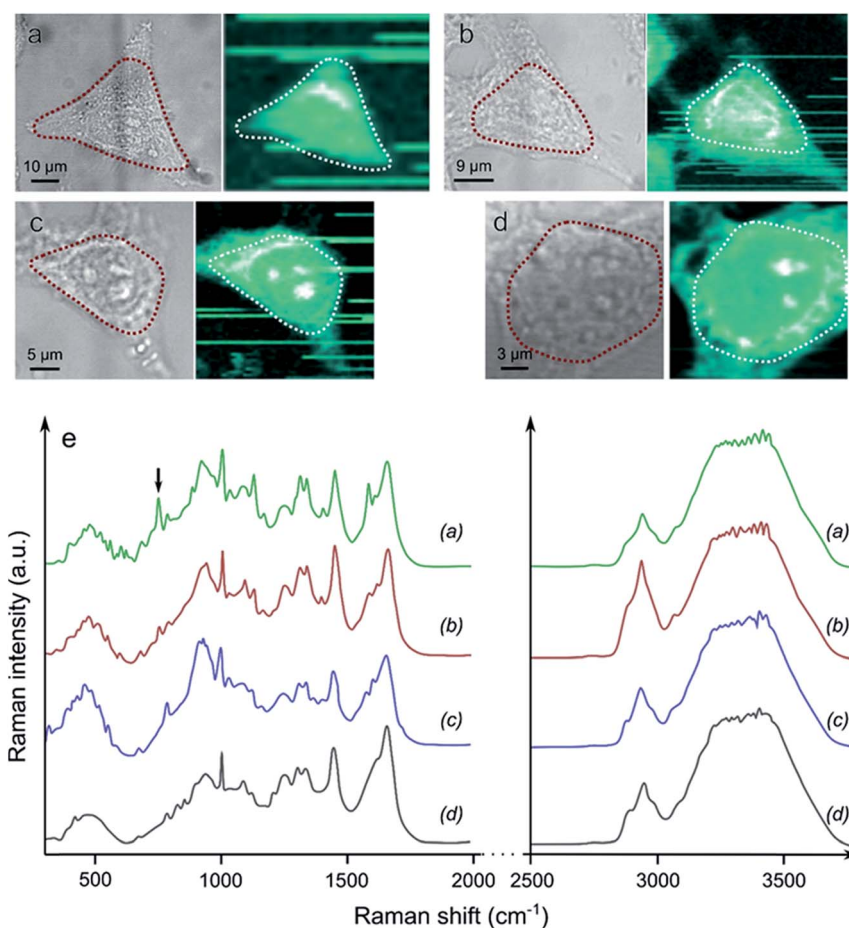 a
b
10 µm
9 µm
c
d
5 µm
3 µm
e
(a)
(b)
(c)
(d)
(a)
(b)
(c)
(d)
Raman intensity (a.u.)
500 1000 1500 2000 2500 3000 3500
Raman shift (cm⁻¹)